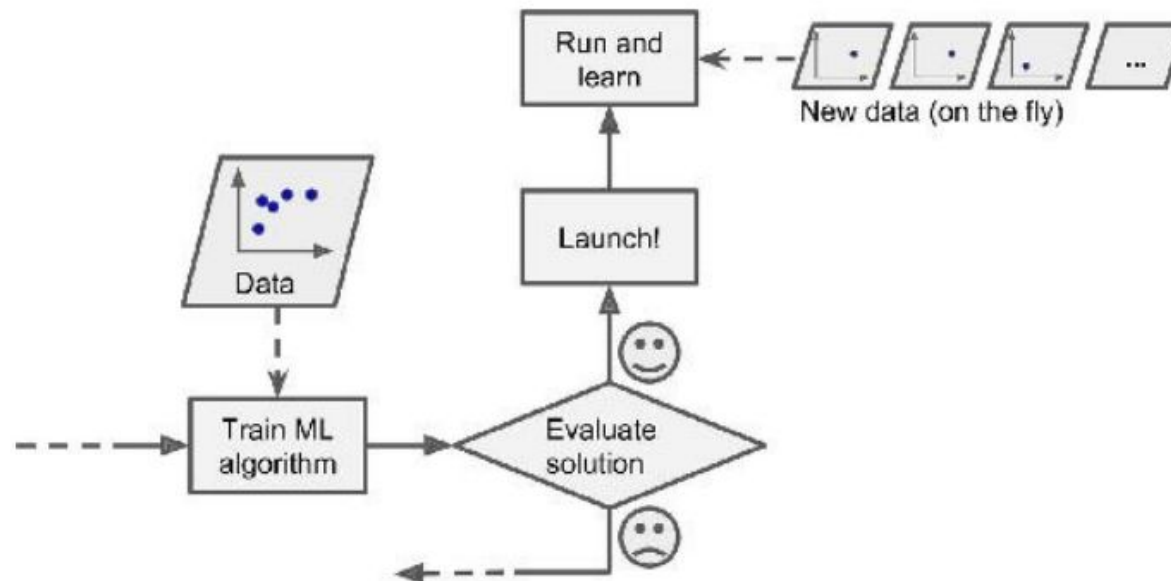 Run and
learn
...
New data (on the fly)
Launch!
Data
Train ML
algorithm
Evaluate
solution